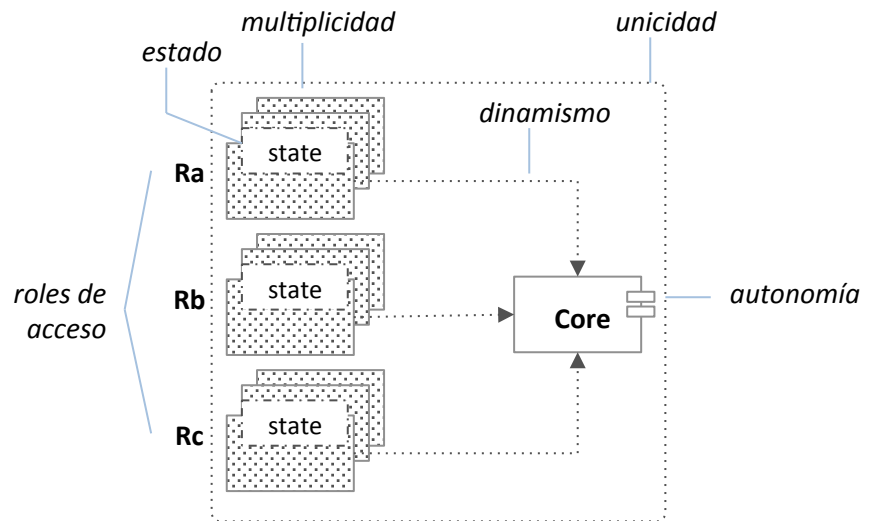 multiplicidad
unicidad
estado
dinamismo
state
Ra
state
Rb
roles de
acceso
Core
autonomía
state
Rc